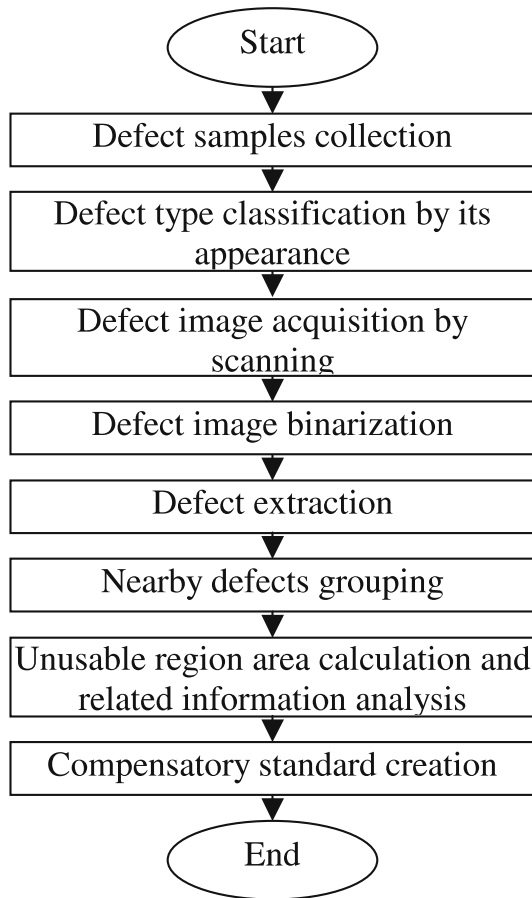 Start
Defect samples collection
Defect type classification by its
appearance
Defect image acquisition by
scanning
Defect image binarization
Defect extraction
Nearby defects grouping
Unusable region area calculation and
related information analysis
Compensatory standard creation
End